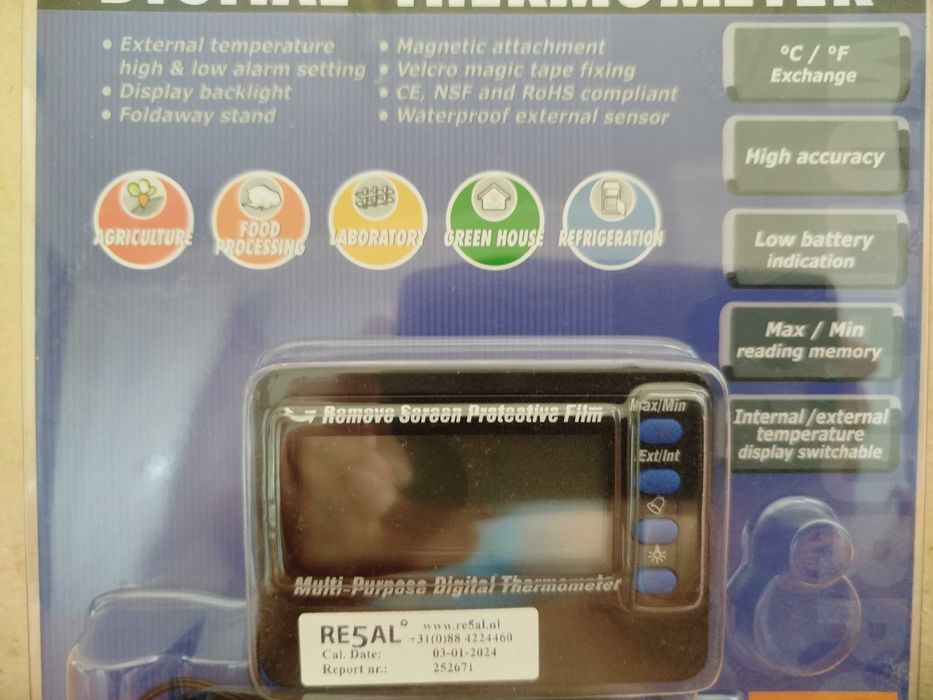 DIGITAL THERMOMETER
• External temperature
high & low alarm setting
• Display backlight
• Foldaway stand
• Magnetic attachment
• Velcro magic tape fixing
• CE, NSF and RoHS compliant
• Waterproof external sensor
°C / °F
Exchange
High accuracy
Low battery
indication
Max / Min
reading memory
Internal/external
temperature
display switchable
AGRICULTURE
FOOD
PROCESSING
LABORATORY
GREEN HOUSE
REFRIGERATION
Remove Screen Protective Film
Max/Min
Ext/Int
Multi-Purpose Digital Thermometer
RE5AL°
www.re5al.nl
+31(0)88 4224460
Cal. Date: 03-01-2024
Report nr.: 252671